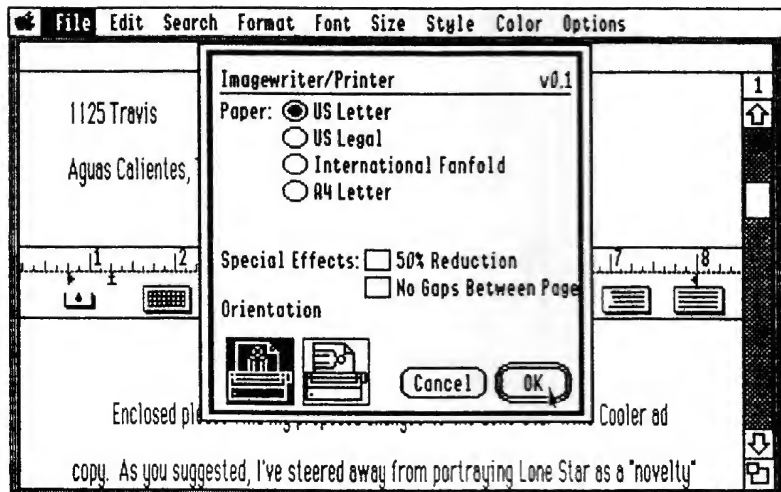 File Edit Search Format Font Size Style Color Options
Imagewriter/Printer v0.1
1
1125 Travis
Paper: US Letter
US Legal
Aguas Calientes,
International Fanfold
A4 Letter
1 2 7 8
Special Effects: 50% Reduction
No Gaps Between Page
Orientation
Cancel OK
Enclosed Cooler ad
copy. As you suggested, I've steered away from portraying Lone Star as a "novelty"